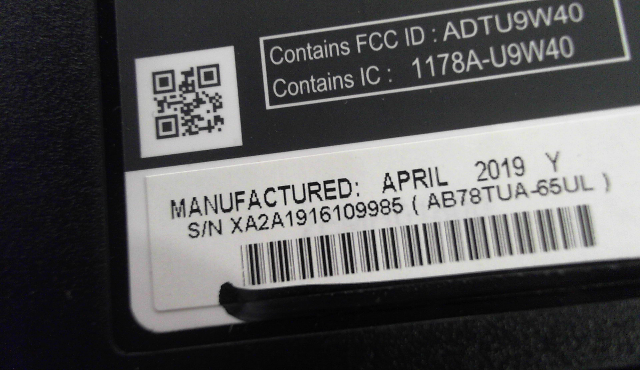 Contains FCC ID : ADTU9W40
Contains IC : 1178A-U9W40
MANUFACTURED: APRIL 2019 Y
S/N XA2A1916109985 ( AB78TUA-65UL )